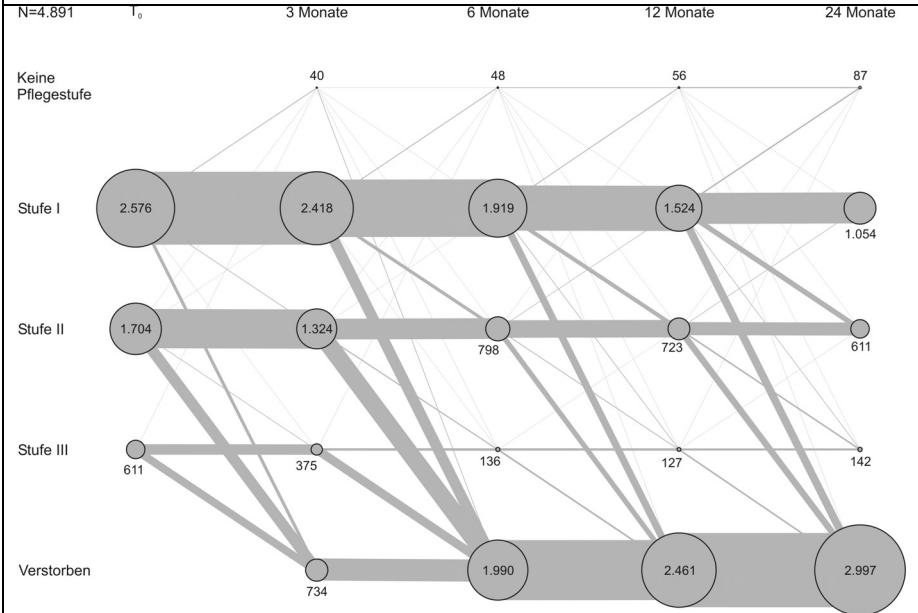 N=4.891 T₀ 3 Monate 6 Monate 12 Monate 24 Monate
Keine
Pflegestufe
40 48 56 87
Stufe I 2.576 2.418 1.919 1.524
1.054
Stufe II 1.704 1.324
798 723 611
Stufe III
611 375 136 127 142
Verstorben 1.990 2.461 2.997
734